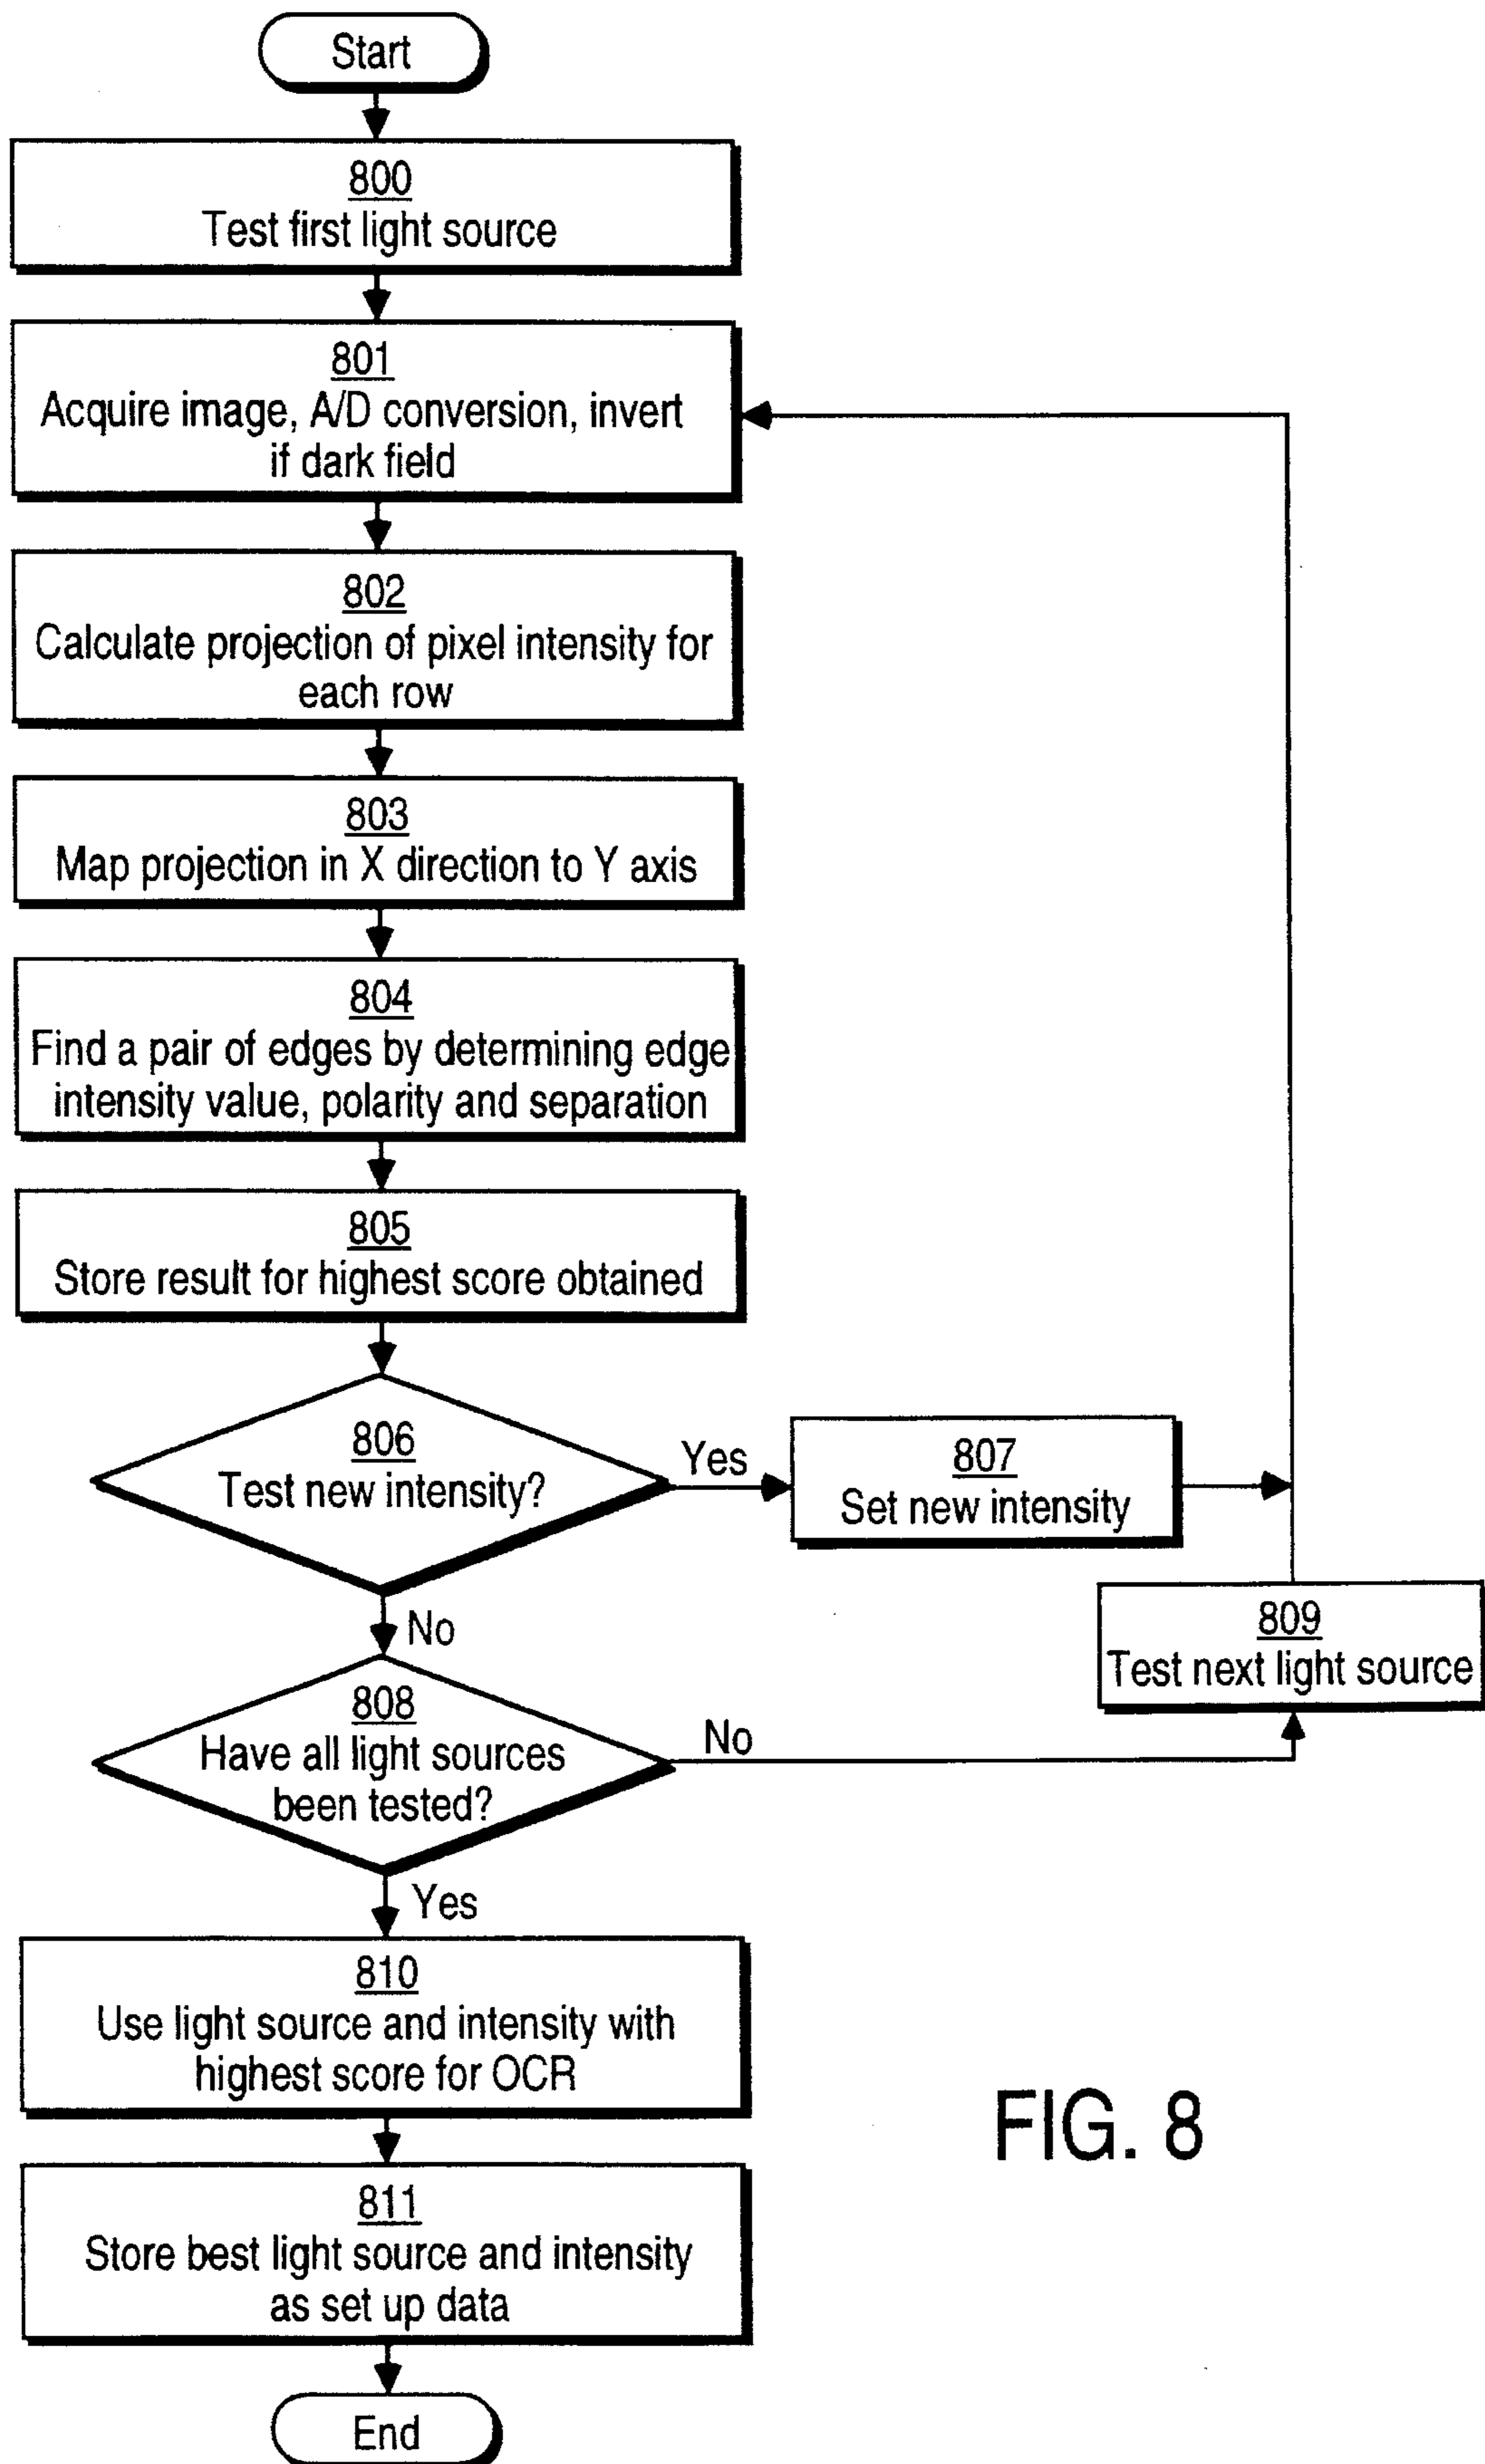 Start
800
Test first light source
801
Acquire image, A/D conversion, invert
if dark field
802
Calculate projection of pixel intensity for
each row
803
Map projection in X direction to Y axis
804
Find a pair of edges by determining edge
intensity value, polarity and separation
805
Store result for highest score obtained
806
Test new intensity?
Yes
807
Set new intensity
No
809
Test next light source
808
Have all light sources
been tested?
No
Yes
810
Use light source and intensity with
highest score for OCR
811
Store best light source and intensity
as set up data
End
FIG. 8